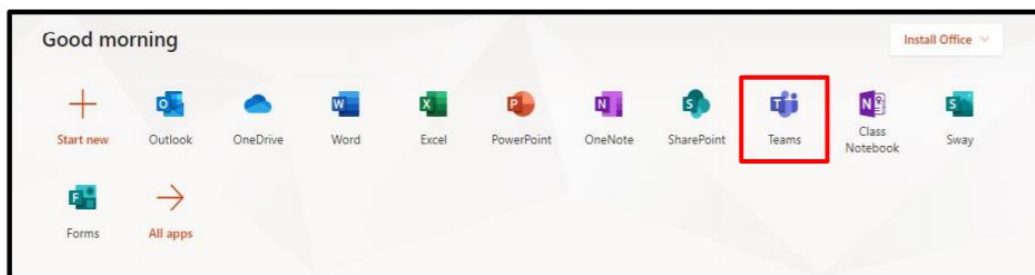 Good morning
Install Office
Start new
Outlook
OneDrive
Word
Excel
PowerPoint
OneNote
SharePoint
Teams
Class
Notebook
Sway
Forms
All apps